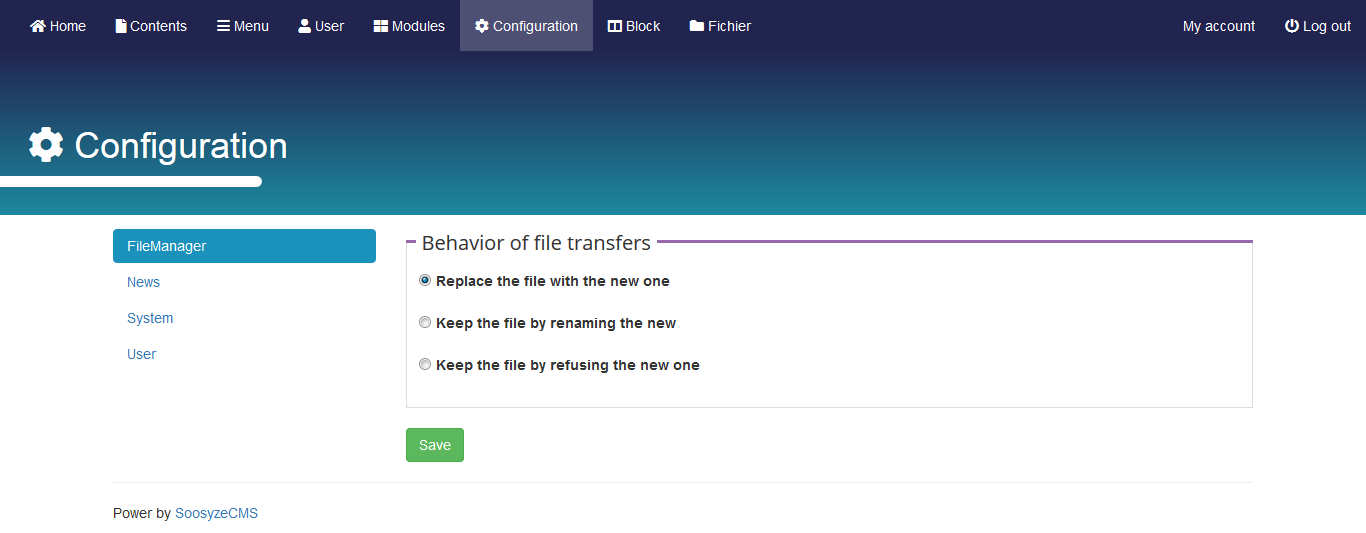 Home Contents Menu User Modules Configuration Block Fichier My account Log out
Configuration
FileManager
News
System
User
Behavior of file transfers
Replace the file with the new one
Keep the file by renaming the new
Keep the file by refusing the new one
Save
Power by SoosyzeCMS